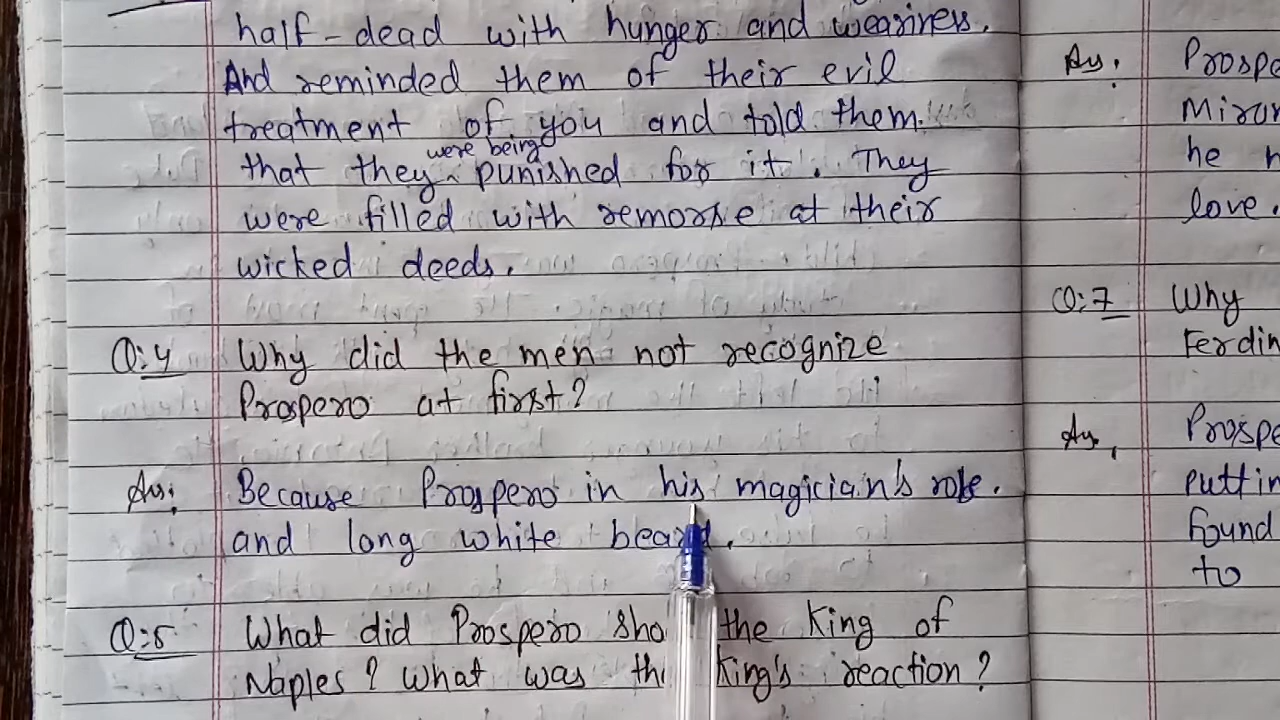 half-dead with hunger and weariness.
And reminded them of their evil
treatment of you and told them.
were being
that they ^ punished for it. They
were filled with remorse at their
wicked deeds.
Q:4 Why did the men not recognize
Prospero at first?
Ans: Because Prospero in his magician's robe.
and long white beard.
Q:5 What did Prospero sho the King of
Naples? What was th King's reaction?
Ans. Prospe
Miran
he
love.
Q:7 Why
Ferdin
Ans. Prospe
puttin
found
to